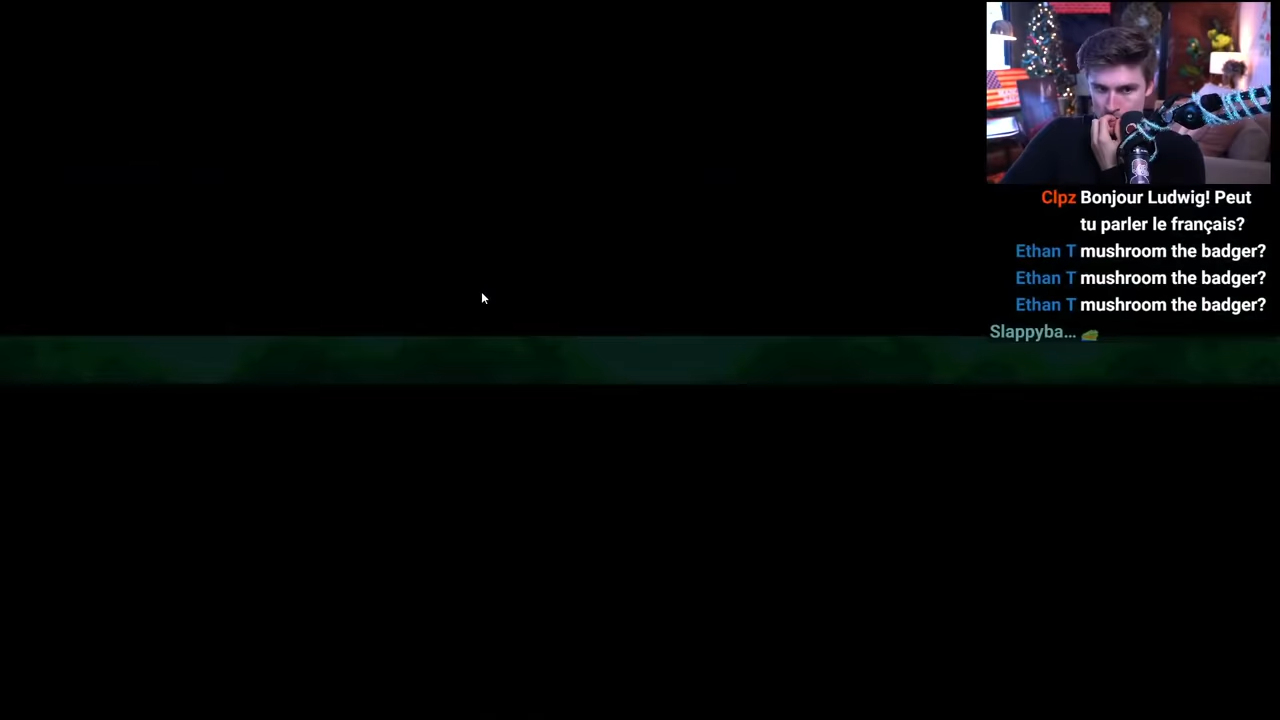 Clpz Bonjour Ludwig! Peut
tu parler le français?
Ethan T mushroom the badger?
Ethan T mushroom the badger?
Ethan T mushroom the badger?
Slappyba...